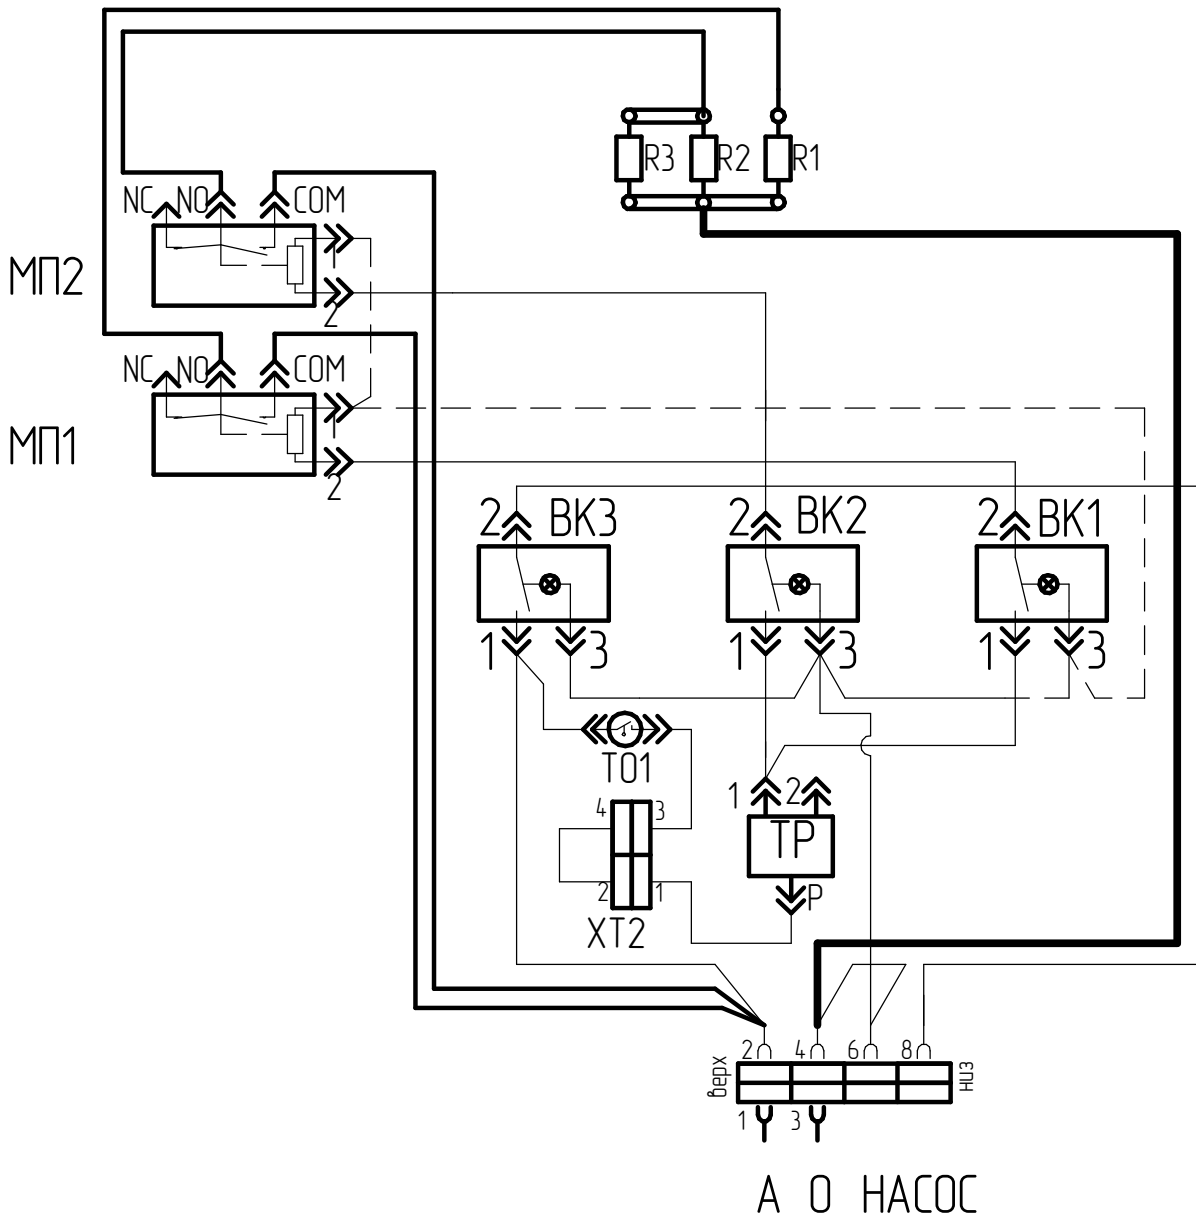 R3 R2 R1
NC NO COM
МП2
1
2
NC NO COM
МП1
1
2
2 ВК3 2 ВК2 2 ВК1
1 3 1 3 1 3
ТО1
1 2
4 3
ТР
2 1
Р
ХТ2
2 4 6 8
верх низ
1 3
А О НАСОС